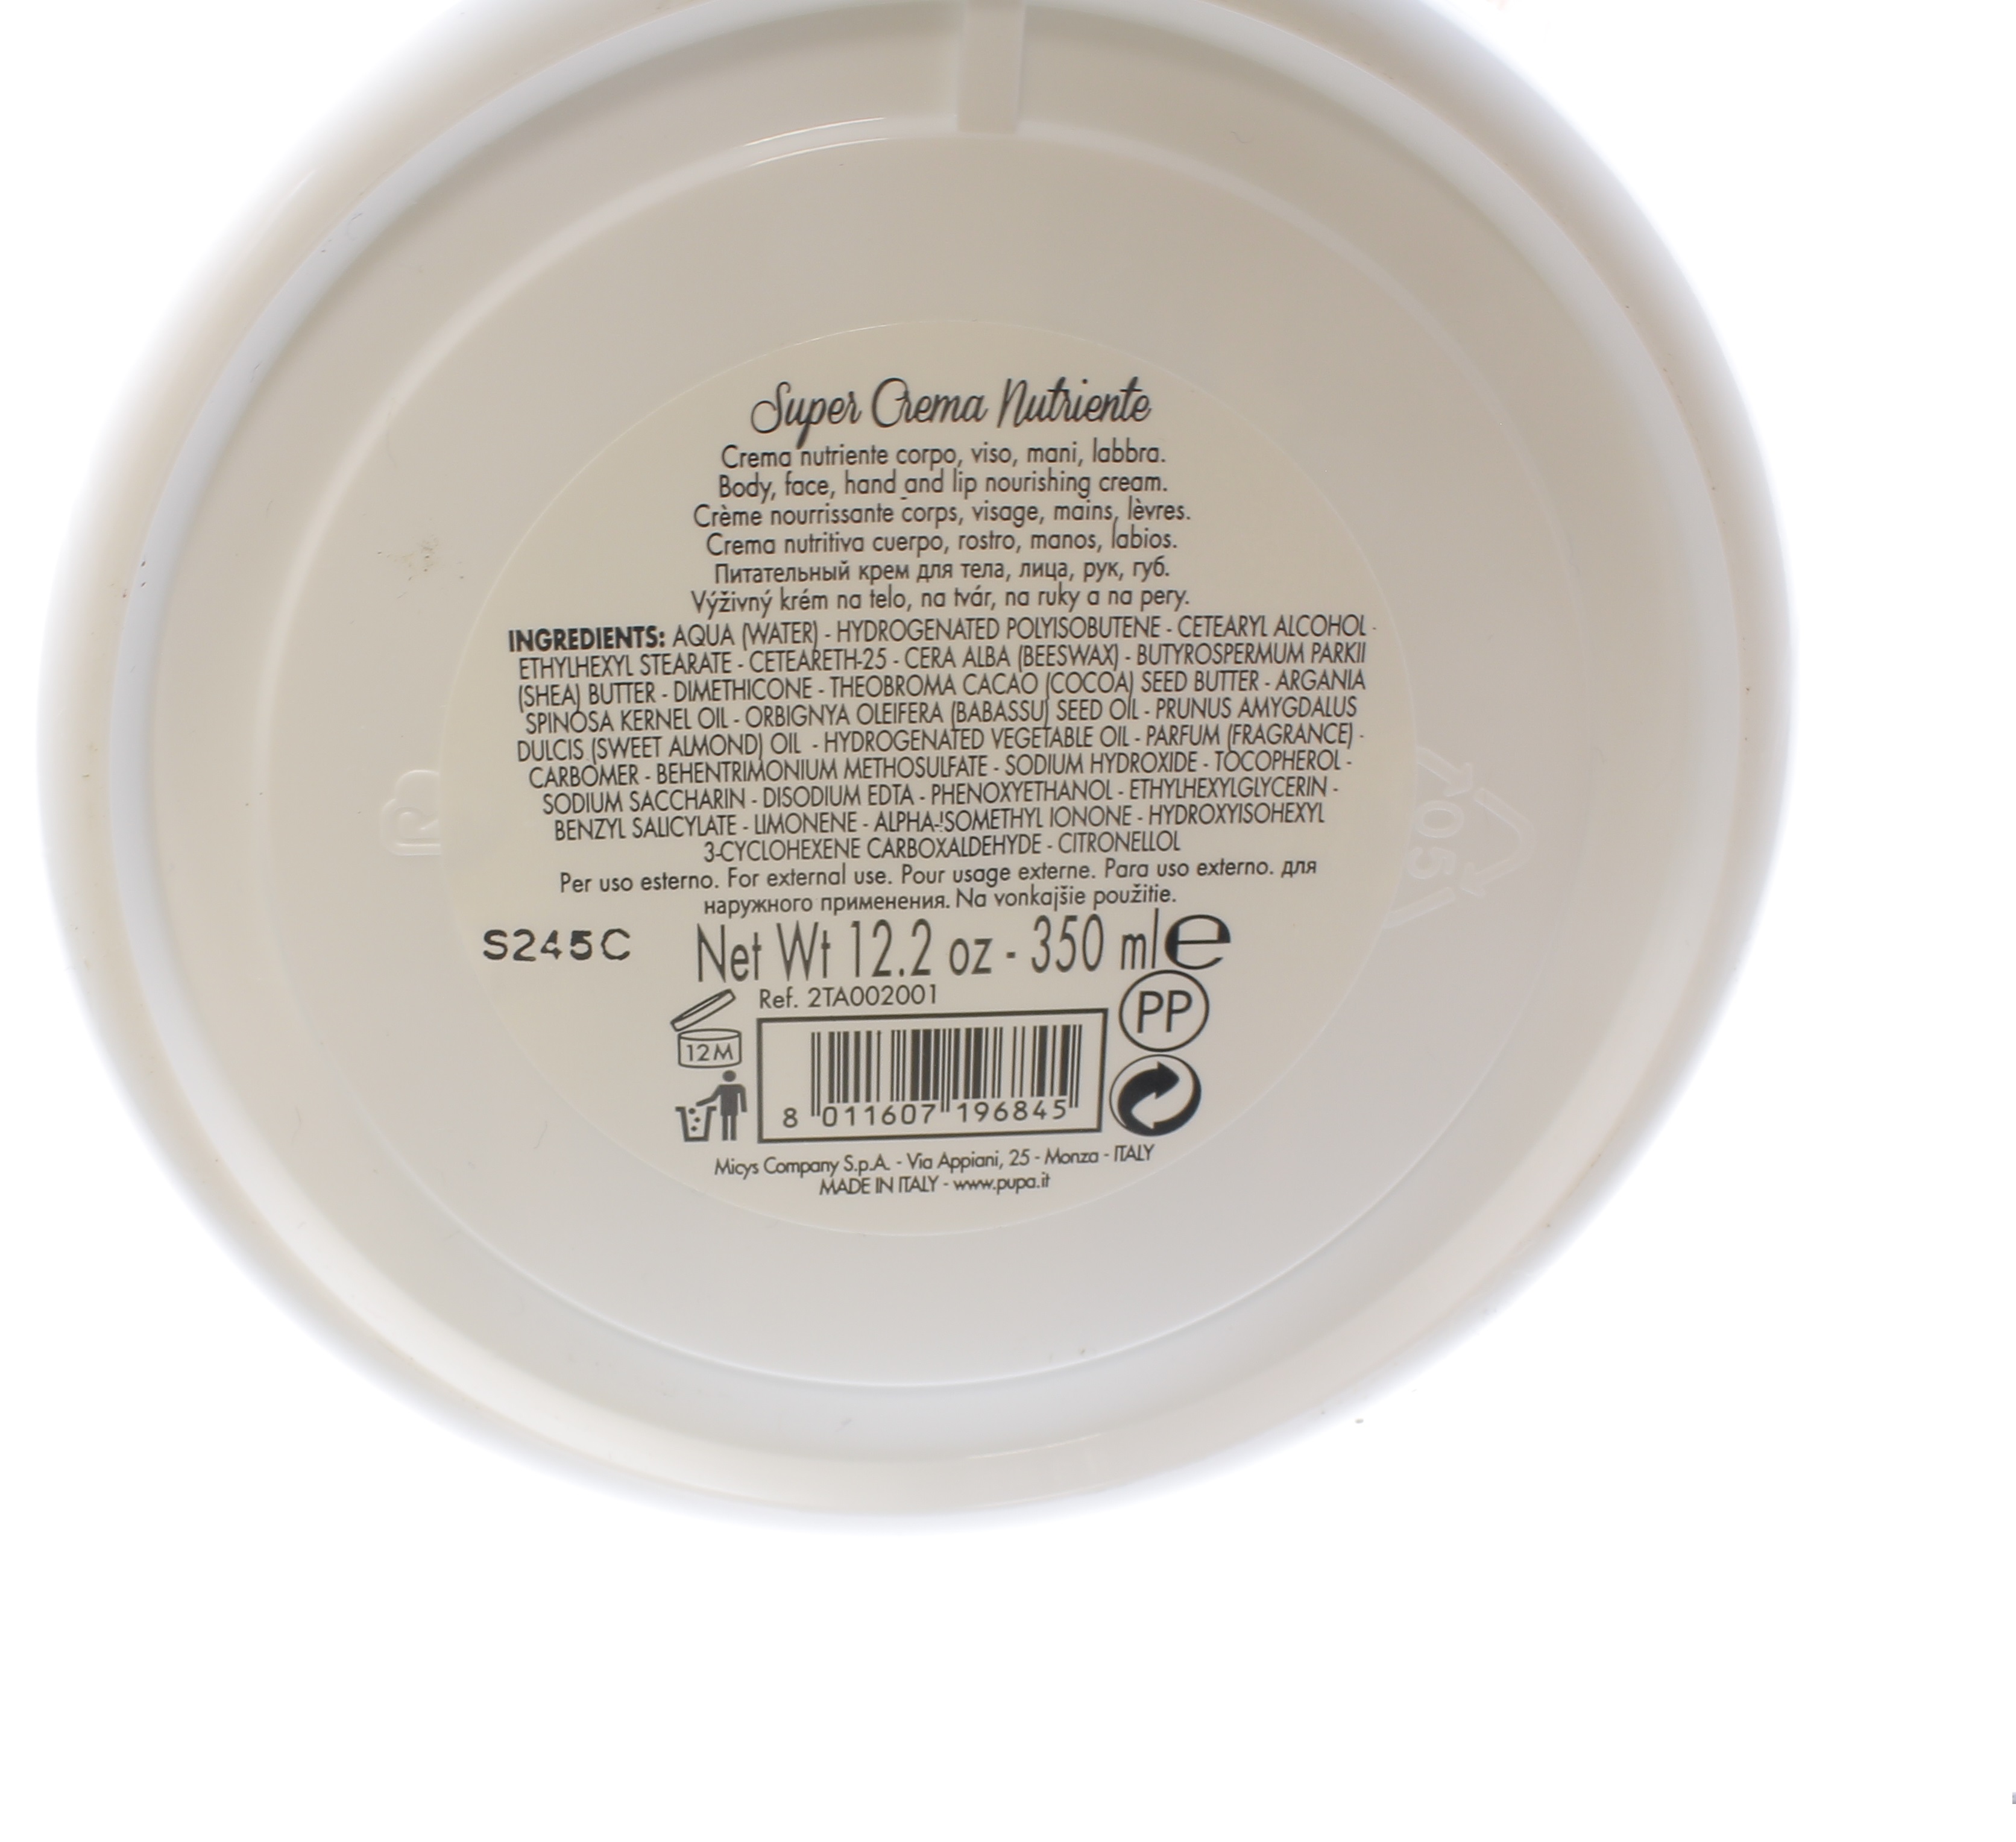 Super Crema Nutriente
Crema nutriente corpo, viso, mani, labbra.
Body, face, hand and lip nourishing cream.
Crème nourrissante corps, visage, mains, lèvres.
Crema nutritiva cuerpo, rostro, manos, labios.
Питательный крем для тела, лица, рук, губ.
Výživný krém na telo, na tvár, na ruky a na pery.
INGREDIENTS: AQUA (WATER) - HYDROGENATED POLYISOBUTENE - CETEARYL ALCOHOL -
ETHYLHEXYL STEARATE - CETEARETH-25 - CERA ALBA (BEESWAX) - BUTYROSPERMUM PARKII
(SHEA) BUTTER - DIMETHICONE - THEOBROMA CACAO (COCOA) SEED BUTTER - ARGANIA
SPINOSA KERNEL OIL - ORBIGNYA OLEIFERA (BABASSU) SEED OIL - PRUNUS AMYGDALUS
DULCIS (SWEET ALMOND) OIL - HYDROGENATED VEGETABLE OIL - PARFUM (FRAGRANCE) -
CARBOMER - BEHENTRIMONIUM METHOSULFATE - SODIUM HYDROXIDE - TOCOPHEROL -
SODIUM SACCHARIN - DISODIUM EDTA - PHENOXYETHANOL - ETHYLHEXYLGLYCERIN -
BENZYL SALICYLATE - LIMONENE - ALPHA-ISOMETHYL IONONE - HYDROXYISOHEXYL
3-CYCLOHEXENE CARBOXALDEHYDE - CITRONELLOL
Per uso esterno. For external use. Pour usage externe. Para uso externo. для
наружного применения. Na vonkajšie použitie.
S245C
Net Wt 12.2 oz - 350 ml e
Ref. 2TA002001
PP
12M
8 011607 196845
Micys Company S.p.A. - Via Appiani, 25 - Monza - ITALY
MADE IN ITALY - www.pupa.it
R
05